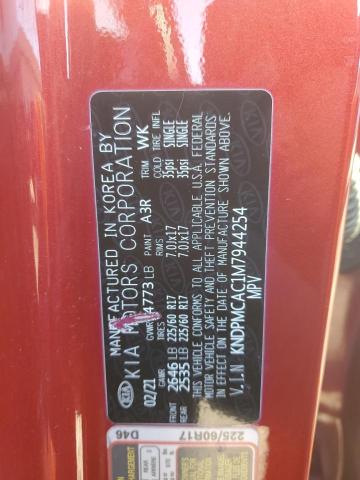 MANUFACTURED IN KOREA BY
KIA MOTORS CORPORATION
02/21 GVWR 4773 LB PAINT A3R TRIM WK
GAWR TIRES RIMS COLD TIRE INFL
FRONT 2646 LB 225/60 R17 7.0JX17 35psi SINGLE
REAR 2535 LB 225/60 R17 7.0JX17 35psi SINGLE
THIS VEHICLE CONFORMS TO ALL APPLICABLE U.S.A. FEDERAL
MOTOR VEHICLE SAFETY AND THEFT PREVENTION STANDARDS
IN EFFECT ON THE DATE OF MANUFACTURE SHOWN ABOVE.
V.I.N KNDPMCAC1M7944254
MPV
D46
225/60R17